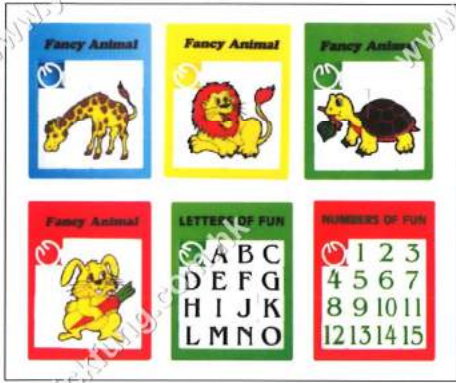 Fancy Animal
Fancy Animal
Fancy Animal
Fancy Animal
LETTERS OF FUN
A B C
D E F G
H I J K
L M N O
NUMBERS OF FUN
1 2 3
4 5 6 7
8 9 10 11
12 13 14 15